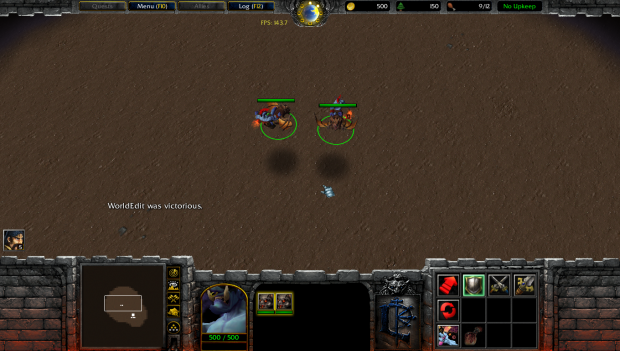 Quests
Menu (F10)
Allies
Log (F12)
500
150
9/12
No Upkeep
FPS: 143.7
WorldEdit was victorious.
500 / 500